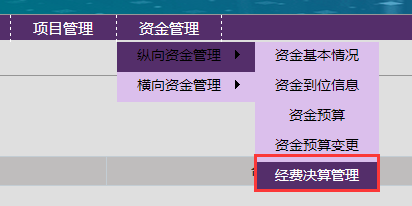 项目管理 资金管理
纵向资金管理
横向资金管理
资金基本情况
资金到位信息
资金预算
资金预算变更
经费决算管理